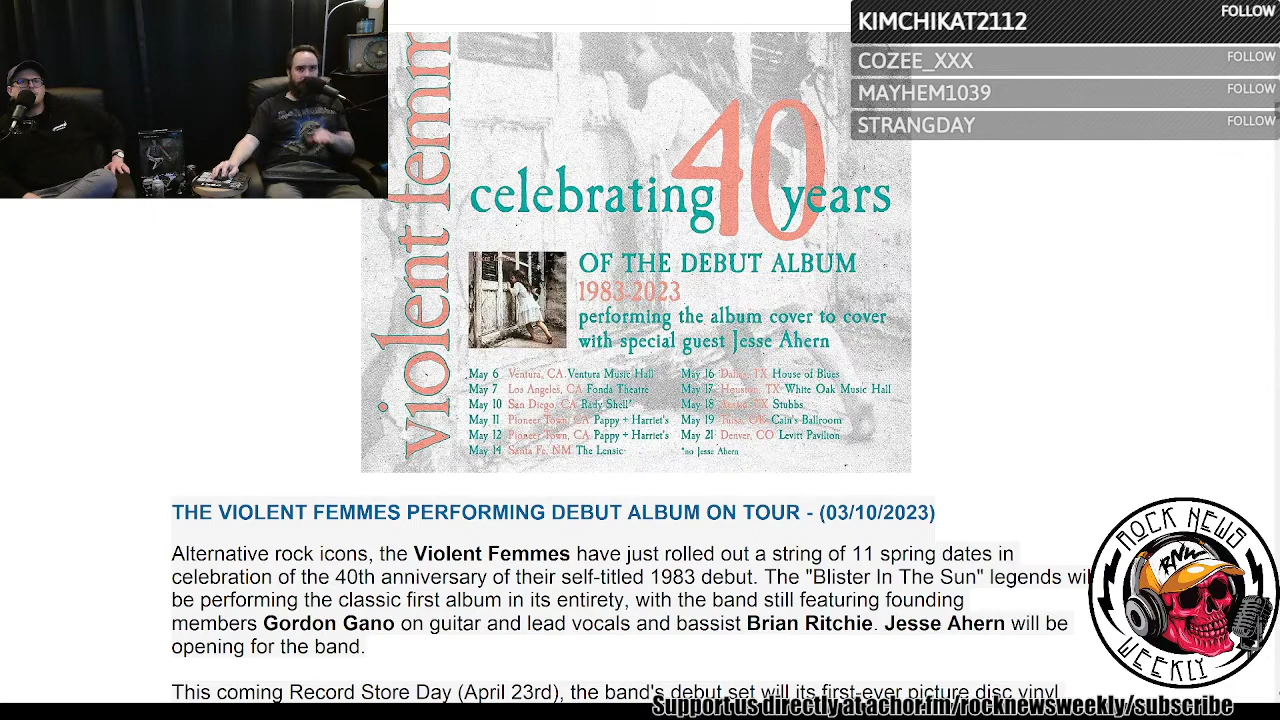 KIMCHIKAT2112 FOLLOW
COZEE_XXX FOLLOW
MAYHEM1039 FOLLOW
STRANGDAY FOLLOW
violent femm
celebrating 40 years
OF THE DEBUT ALBUM
1983-2023
performing the album cover to cover
with special guest Jesse Ahern
May 6 Ventura, CA Ventura Music Hall
May 7 Los Angeles, CA Fonda Theatre
May 10 San Diego, CA Rady Shell*
May 11 Pioneer Town, CA Pappy + Harriet's
May 12 Pioneer Town, CA Pappy + Harriet's
May 14 Santa Fe, NM The Lensic
May 16 Dallas, TX House of Blues
May 17 Houston, TX White Oak Music Hall
May 18 TX Stubbs
May 19 Tulsa, OK Cain's Ballroom
May 21 Denver, CO Levitt Pavilion
*no Jesse Ahern
THE VIOLENT FEMMES PERFORMING DEBUT ALBUM ON TOUR - (03/10/2023)
Alternative rock icons, the Violent Femmes have just rolled out a string of 11 spring dates in
celebration of the 40th anniversary of their self-titled 1983 debut. The "Blister In The Sun" legends will
be performing the classic first album in its entirety, with the band still featuring founding
members Gordon Gano on guitar and lead vocals and bassist Brian Ritchie. Jesse Ahern will be
opening for the band.
This coming Record Store Day (April 23rd), the band's debut set will its first-ever picture disc vinyl
ROCK NEWS
RNW
WEEKLY
Support us directly at achor.fm/rocknewsweekly/subscribe